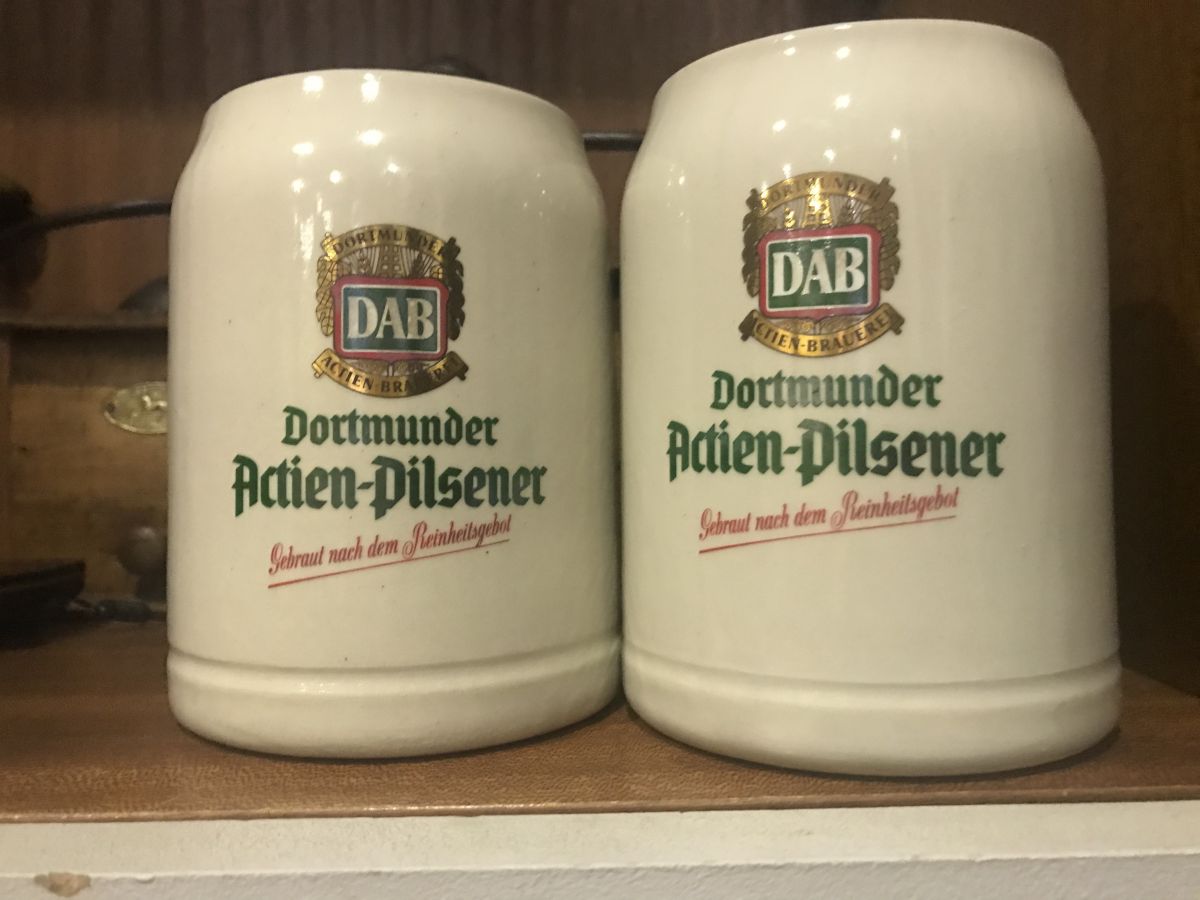 DORTMUNDER
DAB
ACTIEN-BRAUEREI
Dortmunder
Actien-Pilsener
Gebraut nach dem Reinheitsgebot
DORTMUNDER
DAB
ACTIEN-BRAUEREI
Dortmunder
Actien-Pilsener
Gebraut nach dem Reinheitsgebot